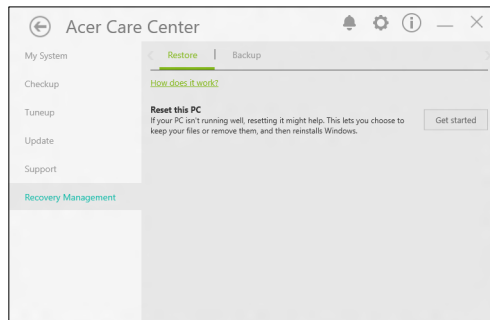 Acer Care Center
My System
Checkup
Tuneup
Update
Support
Recovery Management
Restore | Backup
How does it work?
Reset this PC
If your PC isn't running well, resetting it might help. This lets you choose to
keep your files or remove them, and then reinstalls Windows.
Get started